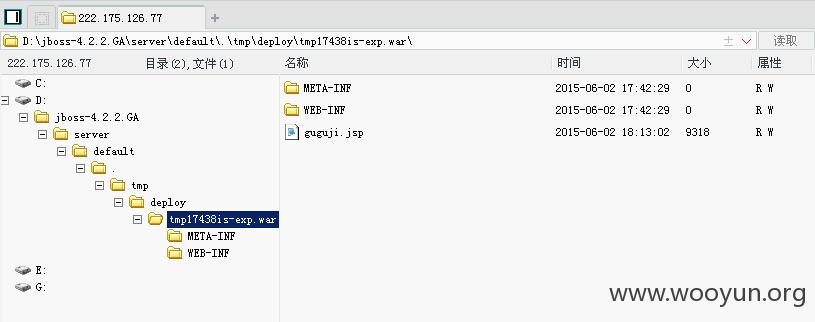 222.175.126.77
D:\jboss-4.2.2.GA\server\default\.\tmp\deploy\tmp17438is-exp.war\
读取
222.175.126.77 目录(2),文件(1) 名称 时间 大小 属性
C:
D:
jboss-4.2.2.GA
server
default
.
tmp
deploy
tmp17438is-exp.war
META-INF
WEB-INF
E:
G:
META-INF 2015-06-02 17:42:29 0 R W
WEB-INF 2015-06-02 17:42:29 0 R W
guguji.jsp 2015-06-02 18:13:02 9318 R W
www.wooyun.org